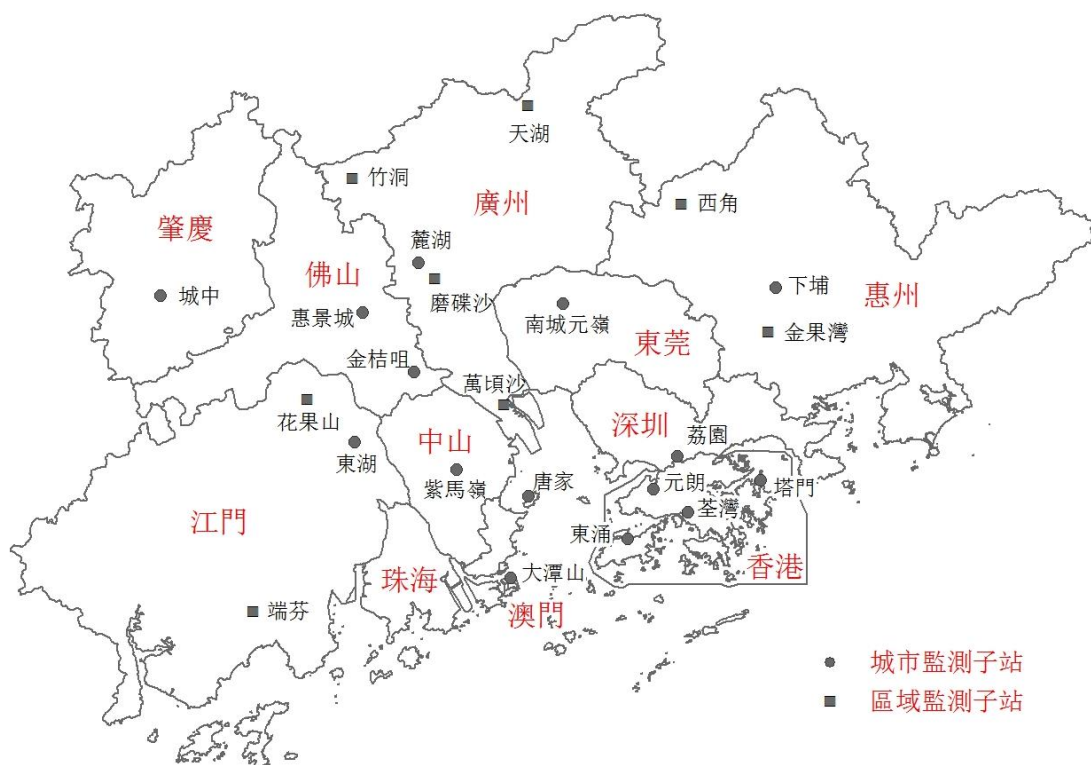 天湖
竹洞
西角
廣州
肇慶
麓湖
佛山
磨碟沙
下埔
惠州
城中
惠景城
南城元嶺
金果灣
東莞
金桔咀
萬頃沙
花果山
深圳
荔園
東湖
中山
紫馬嶺
唐家
元朗
塔門
荃灣
江門
東涌
珠海
大潭山
香港
端芬
澳門
城市監測子站
區域監測子站